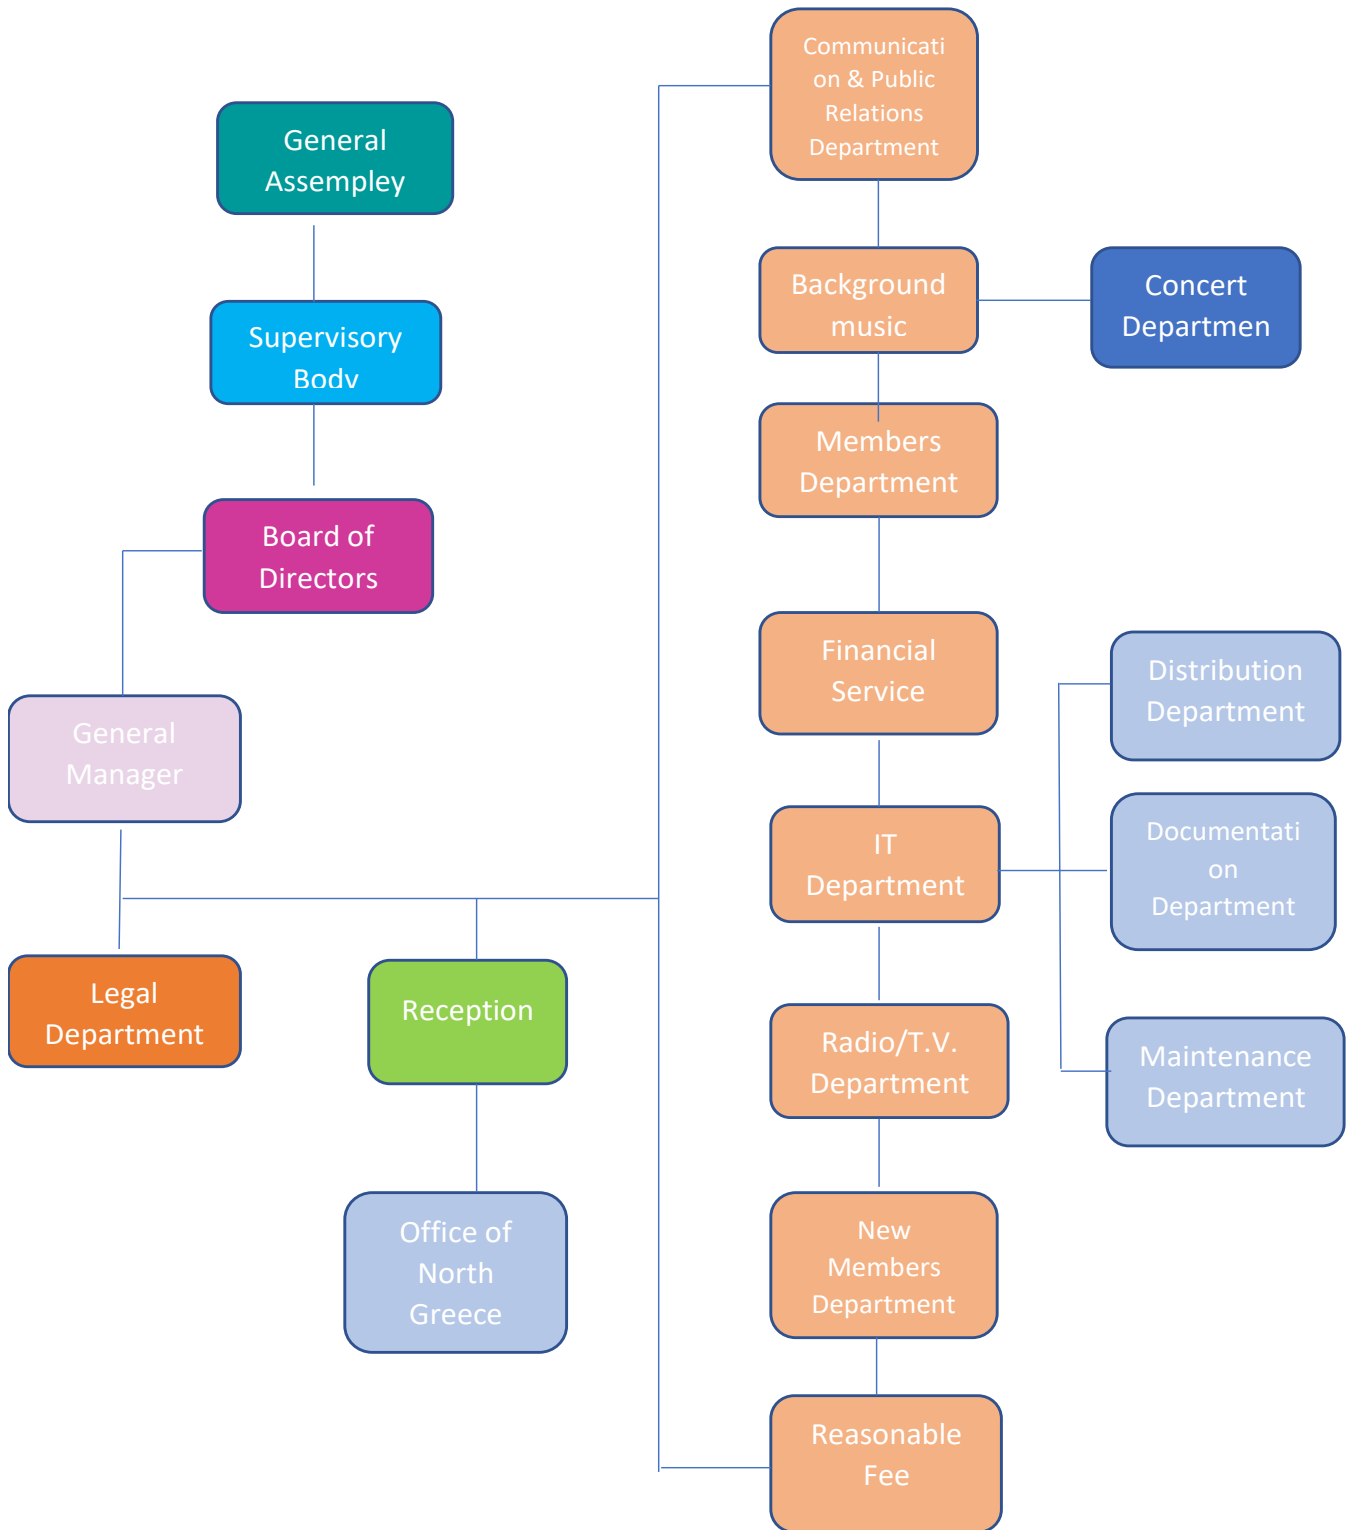 General
Assempley
Supervisory
Body
Board of
Directors
General
Manager
Legal
Department
Reception
Office of
North
Greece
Communicati
on & Public
Relations
Department
Background
music
Concert
Departmen
Members
Department
Financial
Service
IT
Department
Distribution
Department
Documentati
on
Department
Maintenance
Department
Radio/T.V.
Department
New
Members
Department
Reasonable
Fee